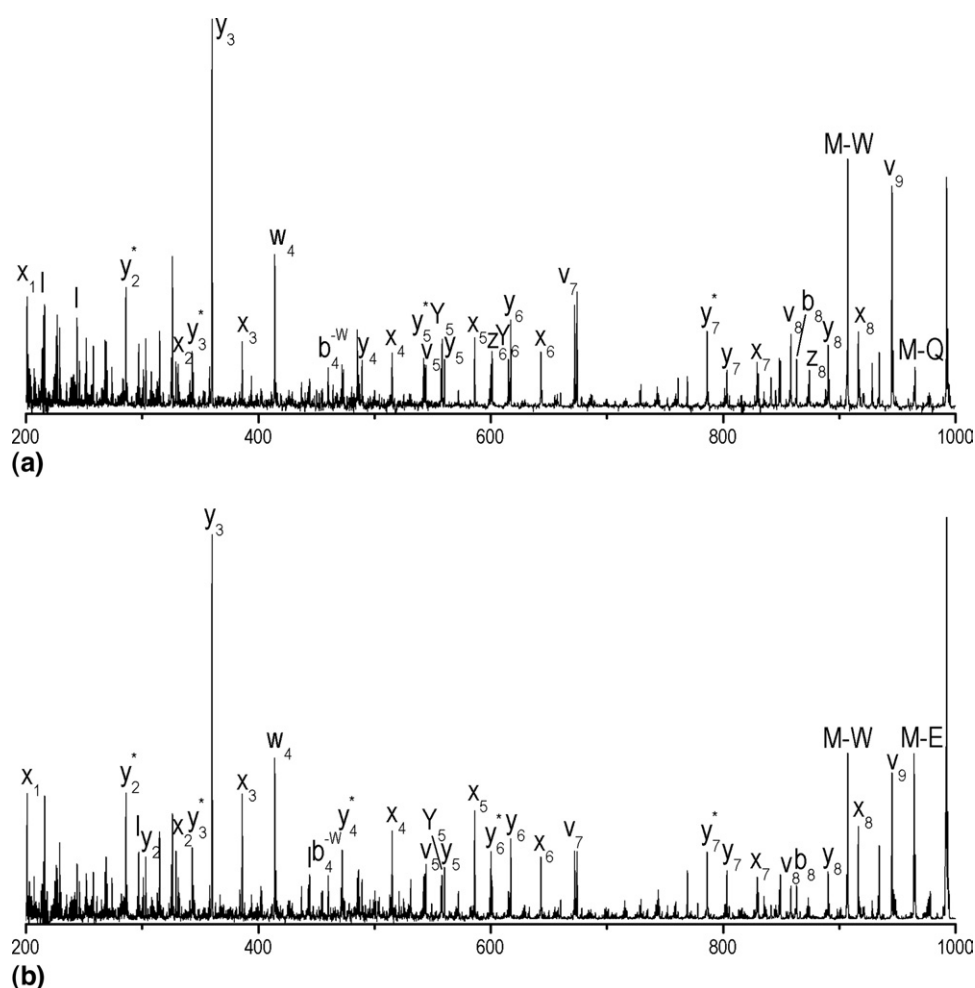 y3
M-W
v9
w4
v7
x1 I I y2* x2 y3* x3 b4-W y4 x4 y5* v5 Y5 y5 x5 z6 Y6 y6 x6 y7* y7 x7 v8 b8 z8 y8 x8 M-Q
200 400 600 800 1000
(a)
y3
w4
M-W M-E
v9
x1 y2* I y2 x2 y3* x3 I b4-W y4* x4 v5 Y5 y5 x5 y6* y6 x6 v7 y7* y7 x7 v8 b8 y8 x8
200 400 600 800 1000
(b)